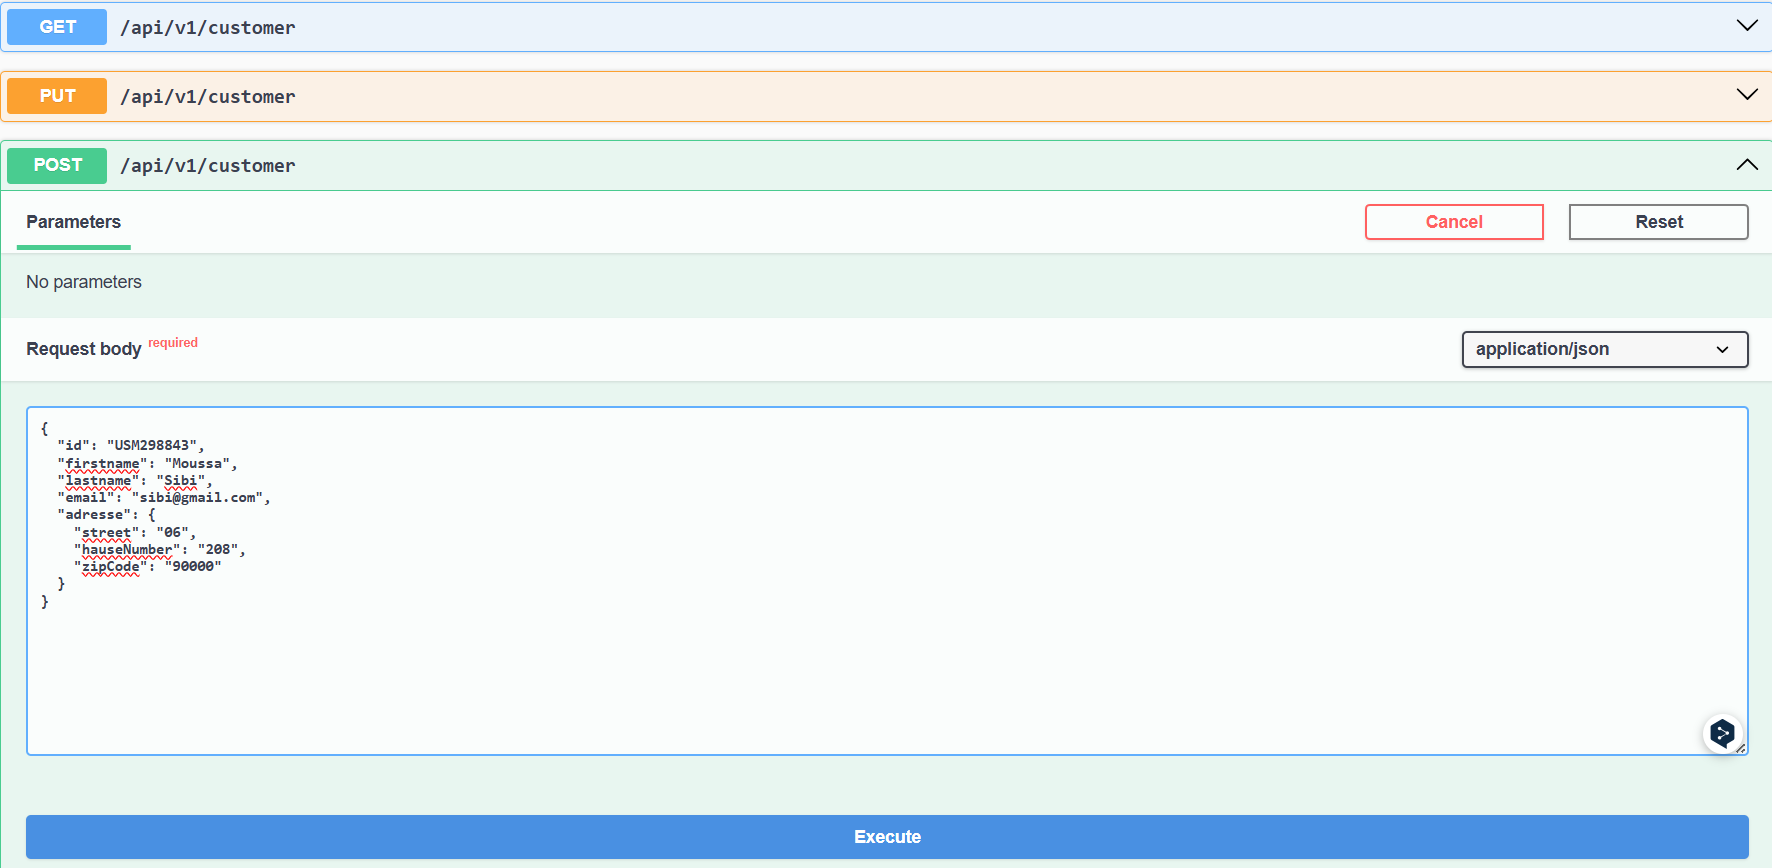 GET /api/v1/customer
PUT /api/v1/customer
POST /api/v1/customer
Parameters
Cancel
Reset
No parameters
Request body required
application/json
{
  "id": "USM298843",
  "firstname": "Moussa",
  "lastname": "Sibi",
  "email": "sibi@gmail.com",
  "adresse": {
    "street": "06",
    "hauseNumber": "208",
    "zipCode": "90000"
  }
}
Execute